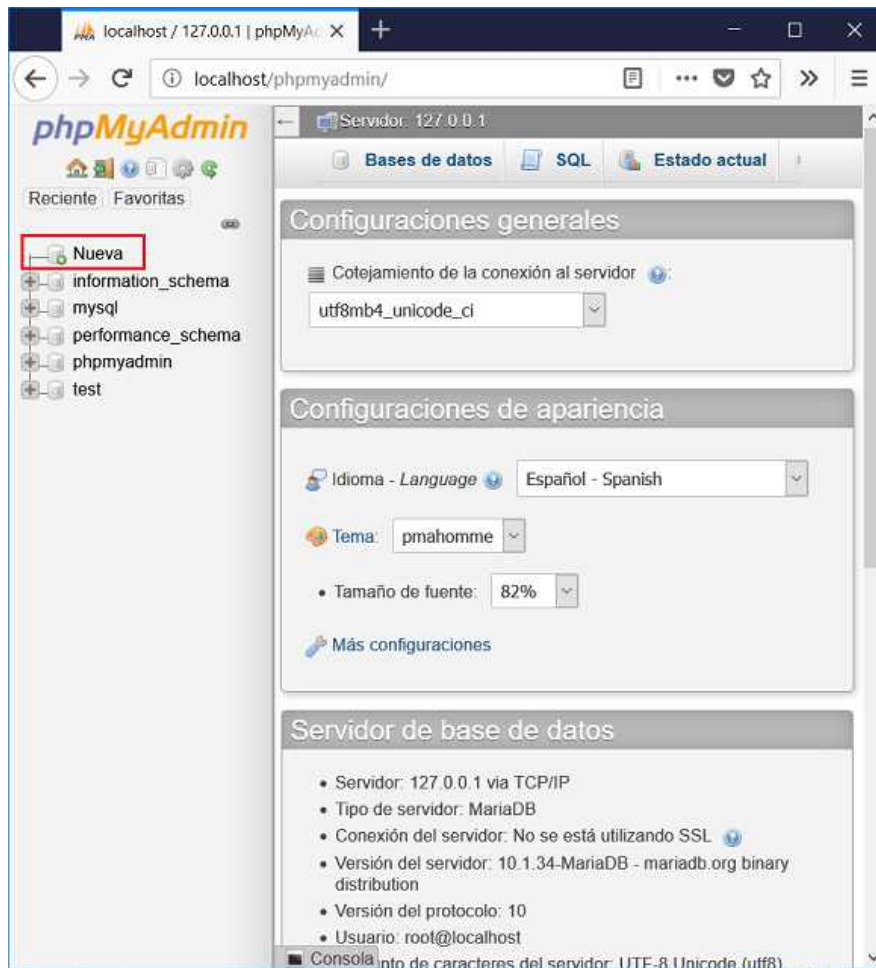 localhost / 127.0.0.1 | phpMyAd
localhost/phpmyadmin/
phpMyAdmin
Reciente Favoritas
Nueva
information_schema
mysql
performance_schema
phpmyadmin
test
Servidor: 127.0.0.1
Bases de datos SQL Estado actual
Configuraciones generales
Cotejamiento de la conexión al servidor :
utf8mb4_unicode_ci
Configuraciones de apariencia
Idioma - Language Español - Spanish
Tema: pmahomme
• Tamaño de fuente: 82%
Más configuraciones
Servidor de base de datos
• Servidor: 127.0.0.1 via TCP/IP
• Tipo de servidor: MariaDB
• Conexión del servidor: No se está utilizando SSL
• Versión del servidor: 10.1.34-MariaDB - mariadb.org binary
distribution
• Versión del protocolo: 10
• Usuario: root@localhost
Consola
nto de caracteres del servidor: UTF-8 Unicode (utf8)